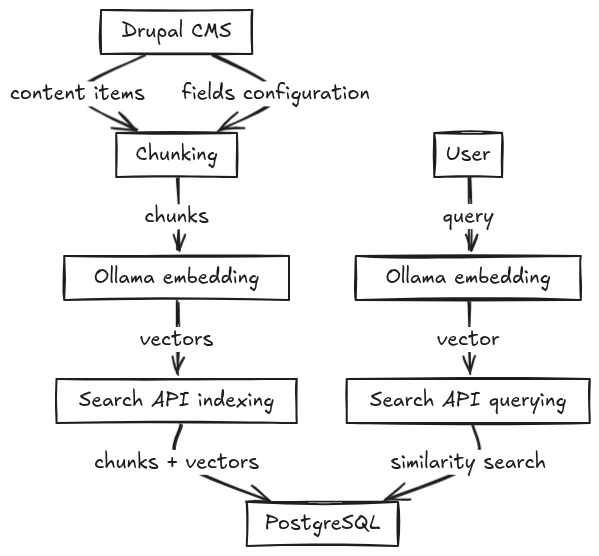 Drupal CMS
content items
fields configuration
Chunking
User
chunks
query
Ollama embedding
Ollama embedding
vectors
vector
Search API indexing
Search API querying
chunks + vectors
similarity search
PostgreSQL